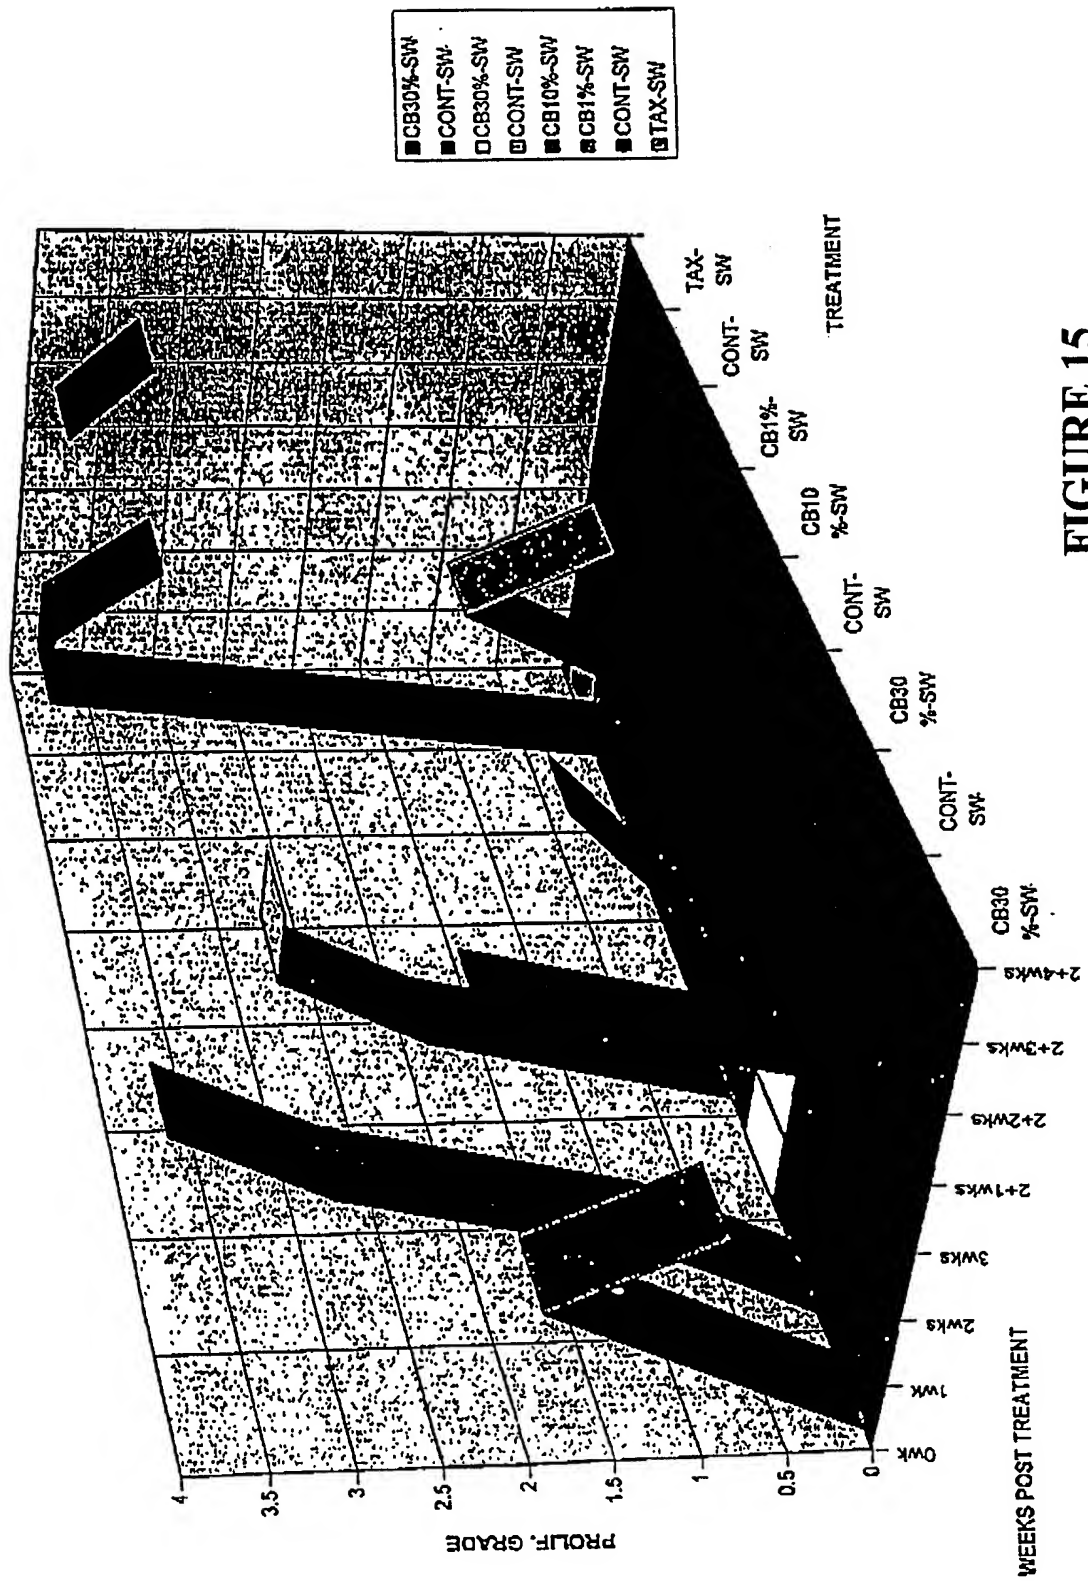 CB30%-SW
CONT-SW
CB30%-SW
CONT-SW
CB10%-SW
CB1%-SW
CONT-SW
TAX-SW
PROLIF. GRADE
4
3.5
3
2.5
2
1.5
1
0.5
0
WEEKS POST TREATMENT
0wk
1wk
2wks
3wks
2+1wks
2+2wks
2+3wks
2+4wks
CB30
%-SW
CONT-
SW
CB30
%-SW
CONT-
SW
CB10
%-SW
CB1%-
SW
CONT-
SW
TAX-
SW
TREATMENT
FIGURE 15